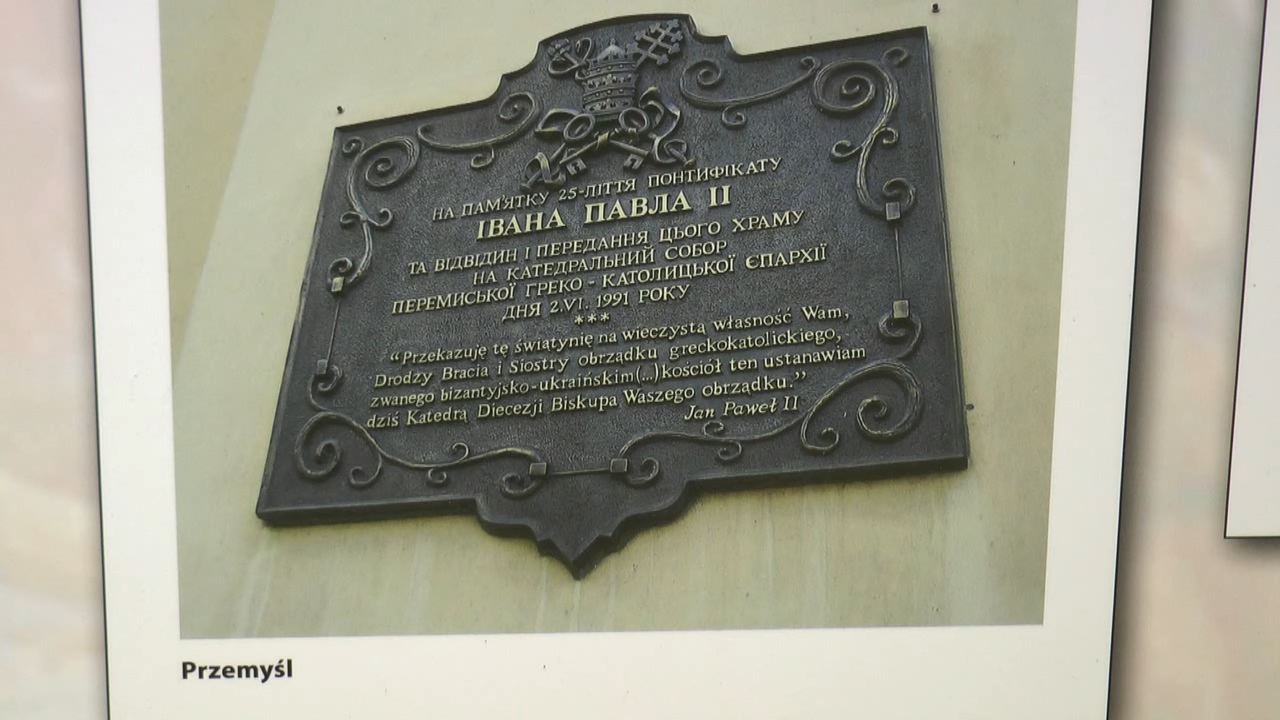 НА ПАМ'ЯТКУ 25-ЛІТТЯ ПОНТИФІКАТУ
ІВАНА ПАВЛА ІІ
ТА ВІДВІДИН І ПЕРЕДАННЯ ЦЬОГО ХРАМУ
НА КАТЕДРАЛЬНИЙ СОБОР
ПЕРЕМИСЬКОЇ ГРЕКО-КАТОЛИЦЬКОЇ ЄПАРХІЇ
ДНЯ 2.VI. 1991 РОКУ
***
“Przekazuję tę świątynię na wieczystą własność Wam,
Drodzy Bracia i Siostry obrządku greckokatolickiego,
zwanego bizantyjsko-ukraińskim(...)kościół ten ustanawiam
dziś Katedrą Diecezji Biskupa Waszego obrządku.”
Jan Paweł II
Przemyśl